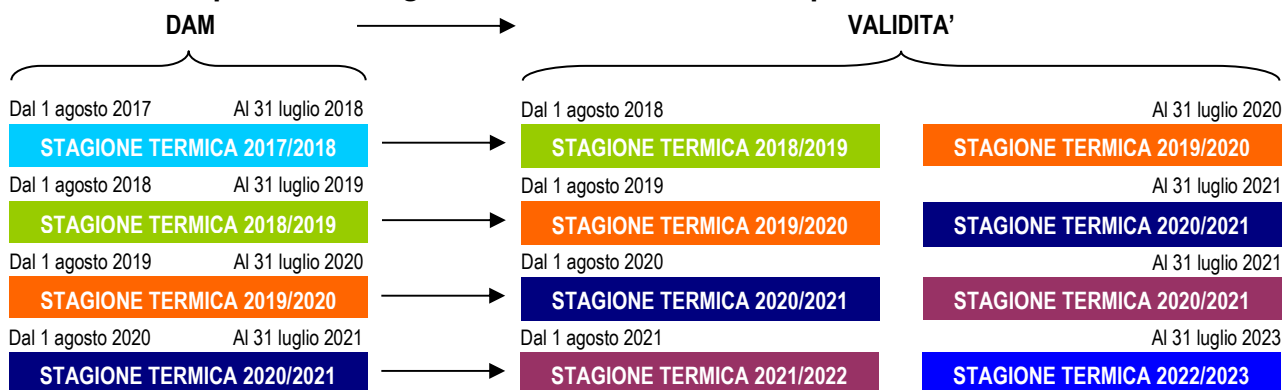 DAM VALIDITA’
Dal 1 agosto 2017 Al 31 luglio 2018 Dal 1 agosto 2018 Al 31 luglio 2020
STAGIONE TERMICA 2017/2018 STAGIONE TERMICA 2018/2019 STAGIONE TERMICA 2019/2020
Dal 1 agosto 2018 Al 31 luglio 2019 Dal 1 agosto 2019 Al 31 luglio 2021
STAGIONE TERMICA 2018/2019 STAGIONE TERMICA 2019/2020 STAGIONE TERMICA 2020/2021
Dal 1 agosto 2019 Al 31 luglio 2020 Dal 1 agosto 2020 Al 31 luglio 2021
STAGIONE TERMICA 2019/2020 STAGIONE TERMICA 2020/2021 STAGIONE TERMICA 2020/2021
Dal 1 agosto 2020 Al 31 luglio 2021 Dal 1 agosto 2021 Al 31 luglio 2023
STAGIONE TERMICA 2020/2021 STAGIONE TERMICA 2021/2022 STAGIONE TERMICA 2022/2023